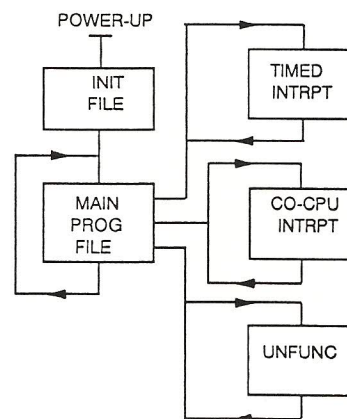 POWER-UP
INIT
FILE
MAIN
PROG
FILE
TIMED
INTRPT
CO-CPU
INTRPT
UNFUNC